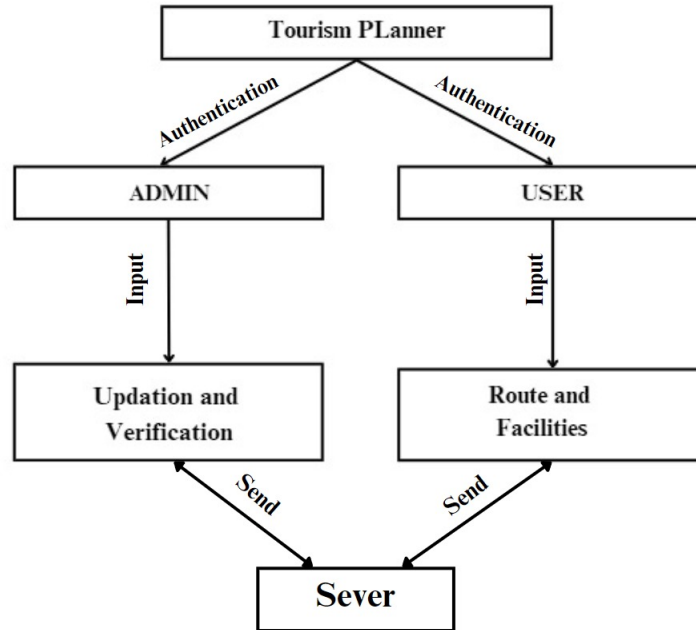 Tourism PLanner
Authentication
Authentication
ADMIN
USER
Input
Input
Updation and
Verification
Route and
Facilities
Send
Send
Sever